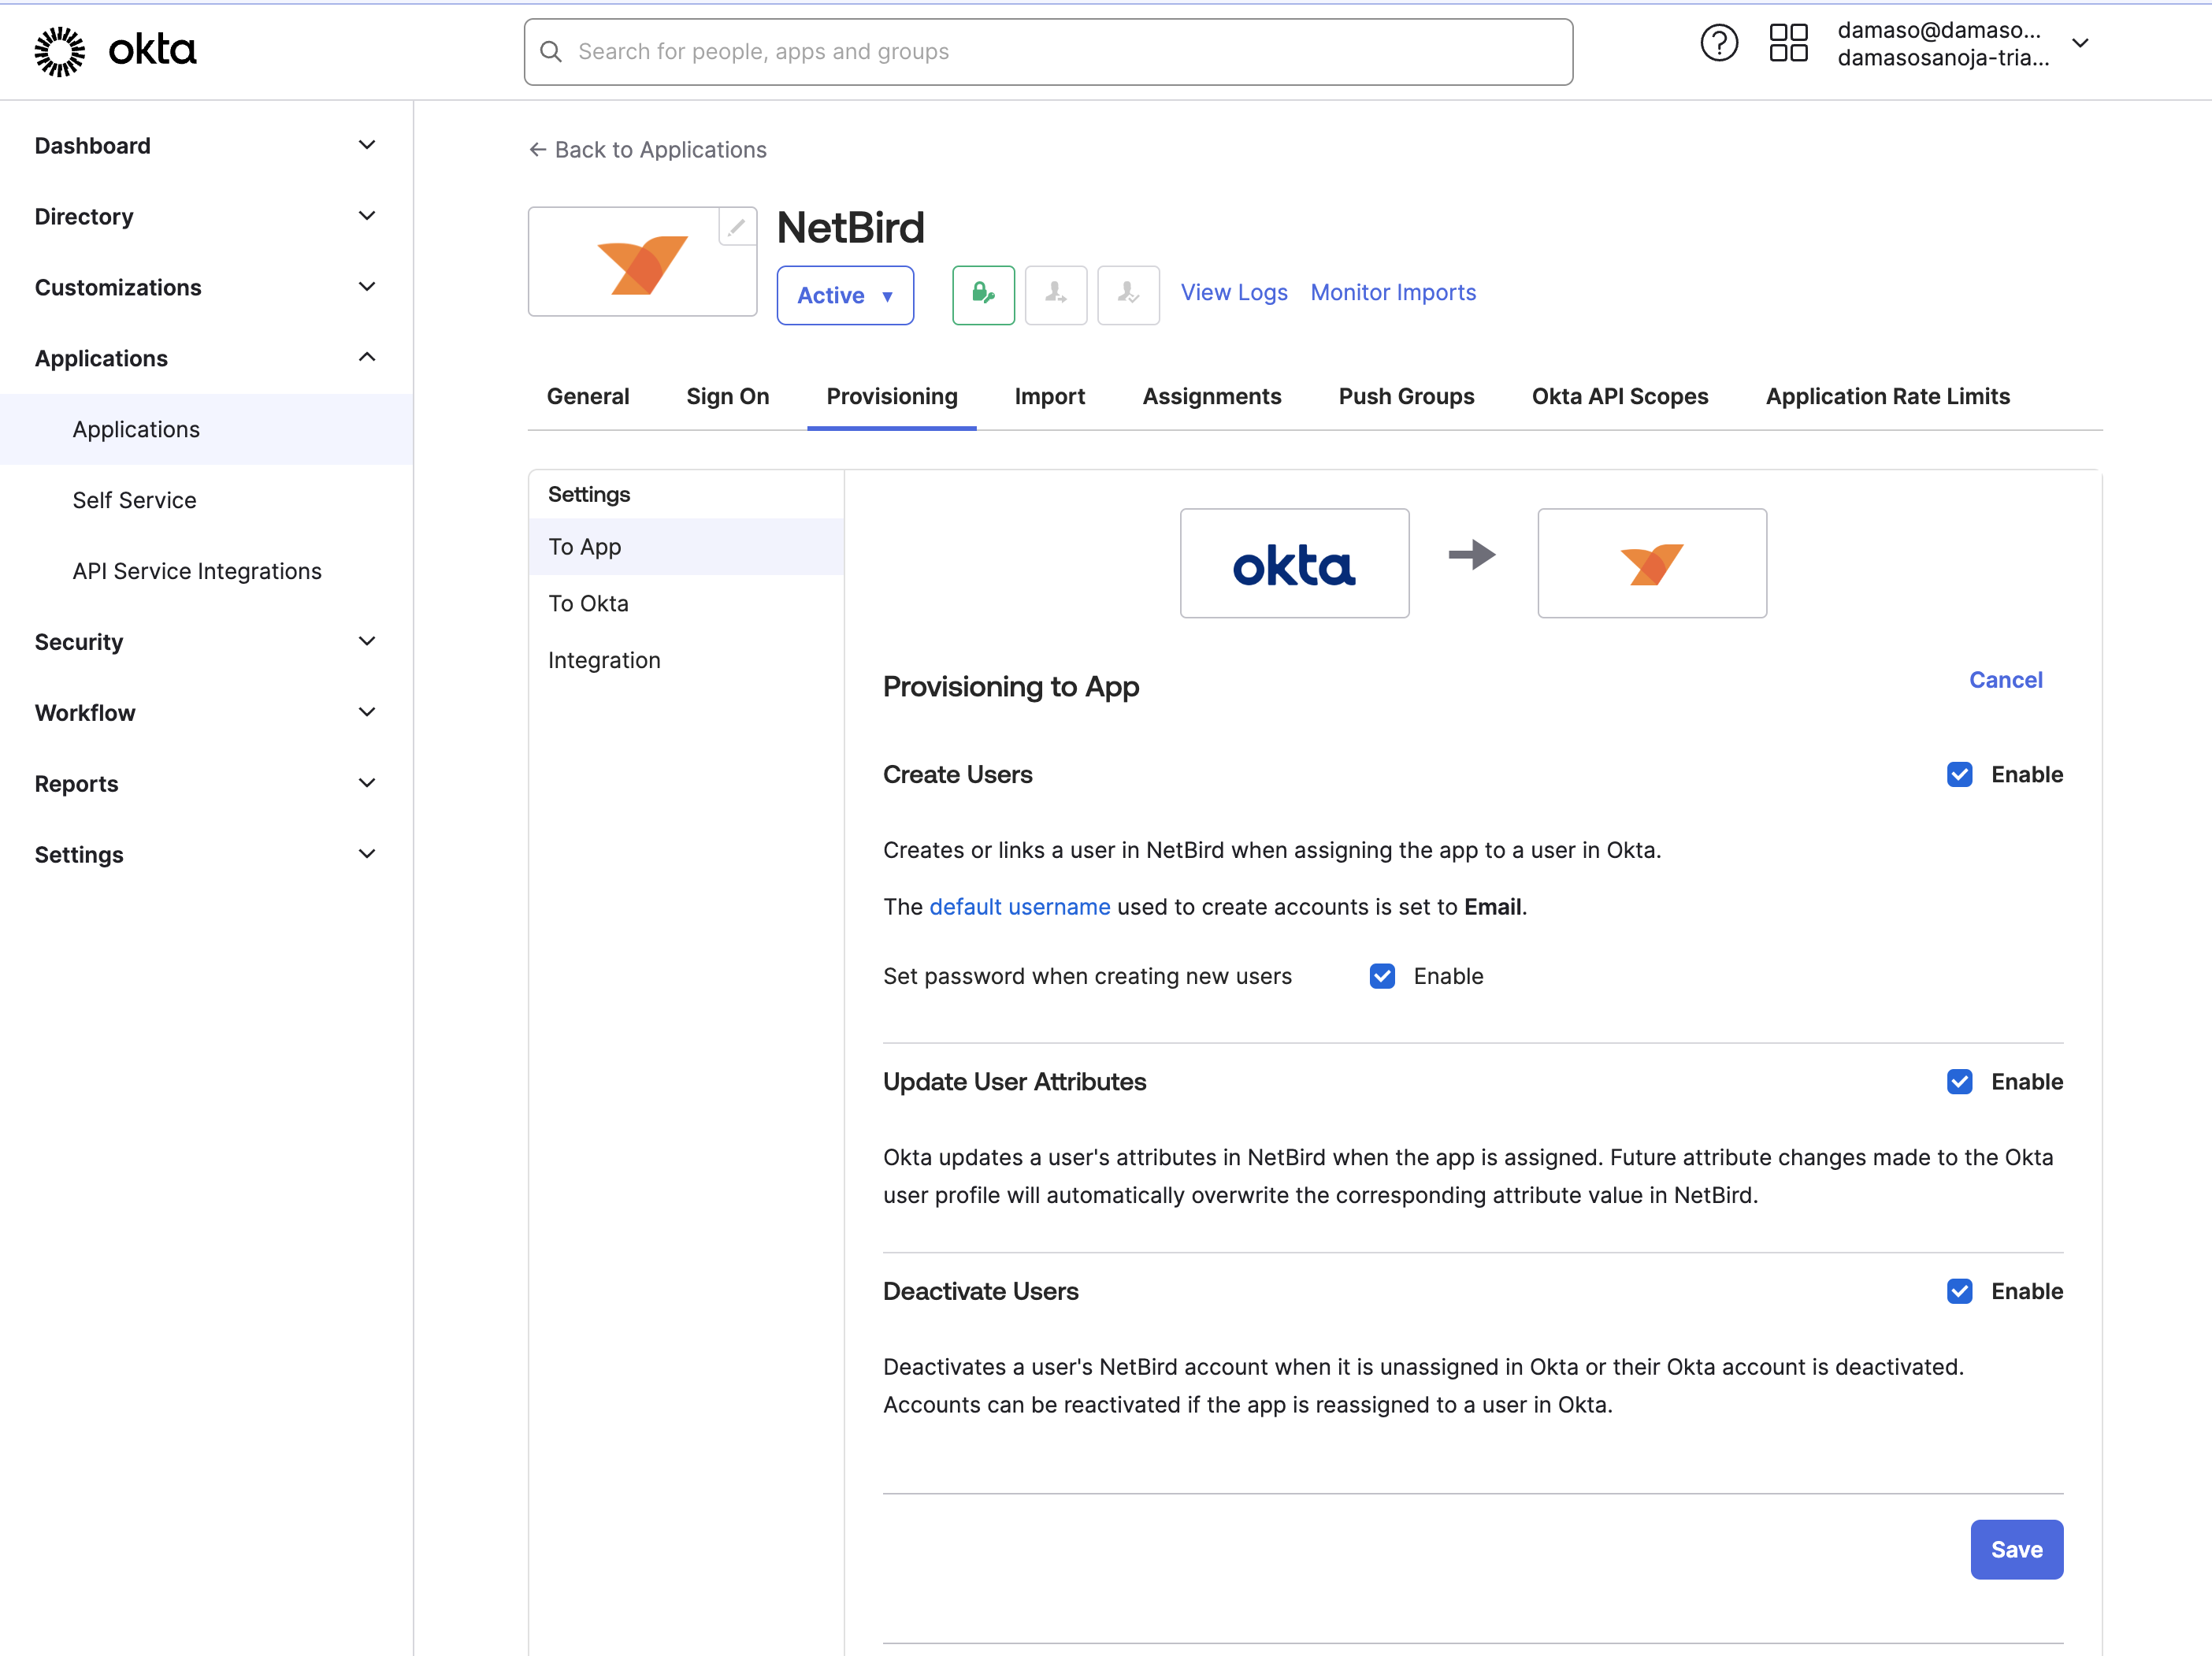 okta
Search for people, apps and groups
damaso@damaso...
damasosanoja-tria...
Dashboard
Directory
Customizations
Applications
Applications
Self Service
API Service Integrations
Security
Workflow
Reports
Settings
← Back to Applications
NetBird
Active ▼
View Logs Monitor Imports
General Sign On Provisioning Import Assignments Push Groups Okta API Scopes Application Rate Limits
Settings
To App
To Okta
Integration
okta
Provisioning to App Cancel
Create Users Enable
Creates or links a user in NetBird when assigning the app to a user in Okta.
The default username used to create accounts is set to Email.
Set password when creating new users Enable
Update User Attributes Enable
Okta updates a user's attributes in NetBird when the app is assigned. Future attribute changes made to the Okta
user profile will automatically overwrite the corresponding attribute value in NetBird.
Deactivate Users Enable
Deactivates a user's NetBird account when it is unassigned in Okta or their Okta account is deactivated.
Accounts can be reactivated if the app is reassigned to a user in Okta.
Save